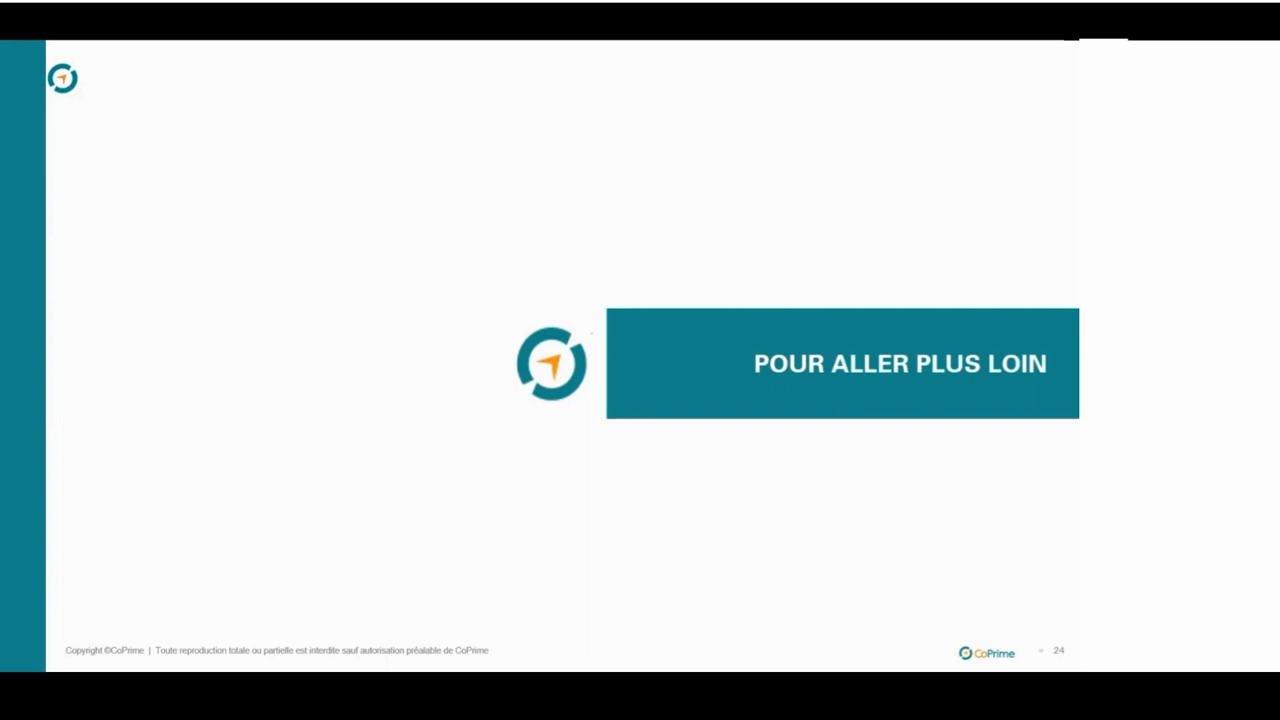 POUR ALLER PLUS LOIN
Copyright ©CoPrime | Toute reproduction totale ou partielle est interdite sauf autorisation préalable de CoPrime
CoPrime
24